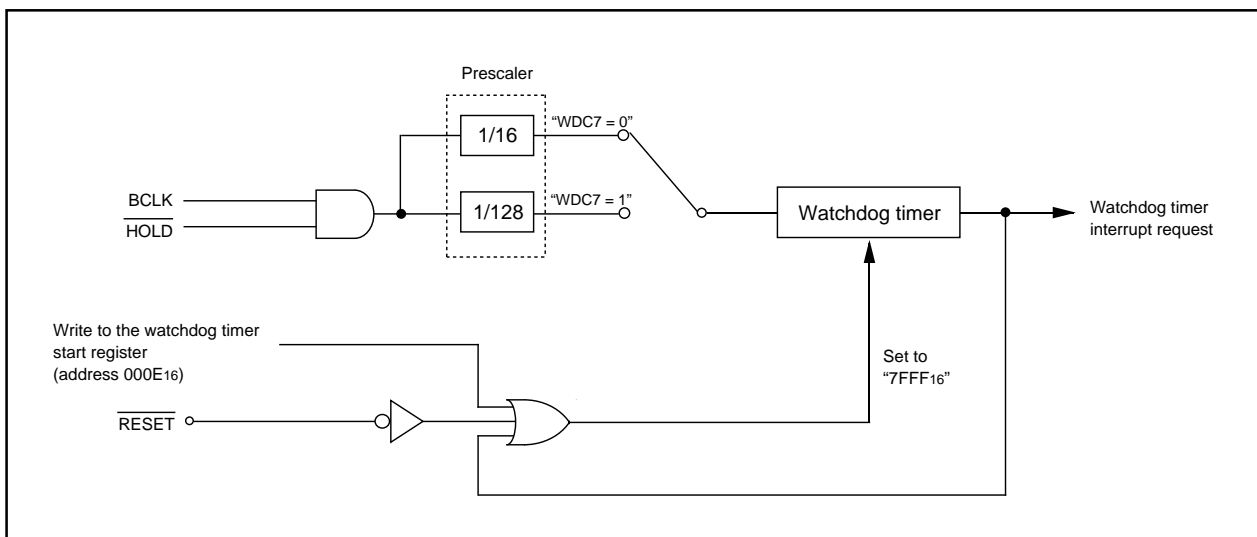 Prescaler
1/16
“WDC7 = 0”
BCLK
HOLD
1/128
“WDC7 = 1”
Watchdog timer
Watchdog timer
interrupt request
Write to the watchdog timer
start register
(address 000E16)
Set to
“7FFF16”
RESET